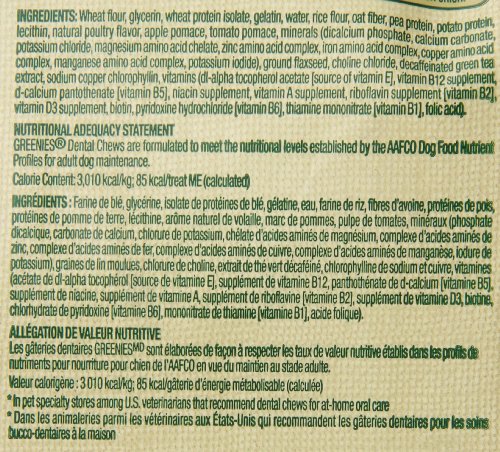 INGREDIENTS: Wheat flour, glycerin, wheat protein isolate, gelatin, water, rice flour, oat fiber, pea protein, potato protein,
lecithin, natural poultry flavor, apple pomace, tomato pomace, minerals (dicalcium phosphate, calcium carbonate,
potassium chloride, magnesium amino acid chelate, zinc amino acid complex, iron amino acid complex, copper amino acid
complex, manganese amino acid complex, potassium iodide), ground flaxseed, choline chloride, decaffeinated green tea
extract, sodium copper chlorophyllin, vitamins (dl-alpha tocopherol acetate [source of vitamin E], vitamin B12 supplement,
d-calcium pantothenate [vitamin B5], niacin supplement, vitamin A supplement, riboflavin supplement [vitamin B2],
vitamin D3 supplement, biotin, pyridoxine hydrochloride [vitamin B6], thiamine mononitrate [vitamin B1], folic acid).
NUTRITIONAL ADEQUACY STATEMENT
GREENIES® Dental Chews are formulated to meet the nutritional levels established by the AAFCO Dog Food Nutrient
Profiles for adult dog maintenance.
Calorie Content: 3,010 kcal/kg; 85 kcal/treat ME (calculated)
INGRÉDIENTS : Farine de blé, glycérine, isolate de protéines de blé, gélatine, eau, farine de riz, fibres d'avoine, protéines de pois,
protéines de pomme de terre, lécithine, arôme naturel de volaille, marc de pommes, pulpe de tomates, minéraux (phosphate
dicalcique, carbonate de calcium, chlorure de potassium, chélate d'acides aminés de magnésium, complexe d'acides aminés de
zinc, complexe d'acides aminés de fer, complexe d'acides aminés de cuivre, complexe d'acides aminés de manganèse, iodure de
potassium), graines de lin moulues, chlorure de choline, extrait de thé vert décaféiné, chlorophylline de sodium et cuivre, vitamines
(acétate de dl-alpha tocophérol [source de vitamine E], supplément de vitamine B12, panthothénate de d-calcium [vitamine B5],
supplément de niacine, supplément de vitamine A, supplément de riboflavine [vitamine B2], supplément de vitamine D3, biotine,
chlorhydrate de pyridoxine [vitamine B6], mononitrate de thiamine [vitamine B1], acide folique).
ALLÉGATION DE VALEUR NUTRITIVE
Les gâteries dentaires GREENIESMD sont élaborées de façon à respecter les taux de valeur nutritive établis dans les profils de
nutriments pour nourriture pour chien de l'AAFCO en vue du maintien au stade adulte.
Valeur calorigène : 3 010 kcal/kg; 85 kcal/gâterie d'énergie métabolisable (calculée)
* In pet specialty stores among U.S. veterinarians that recommend dental chews for at-home oral care
* Dans les animaleries parmi les vétérinaires aux États-Unis qui recommandent les gâteries dentaires pour les soins
bucco-dentaires à la maison